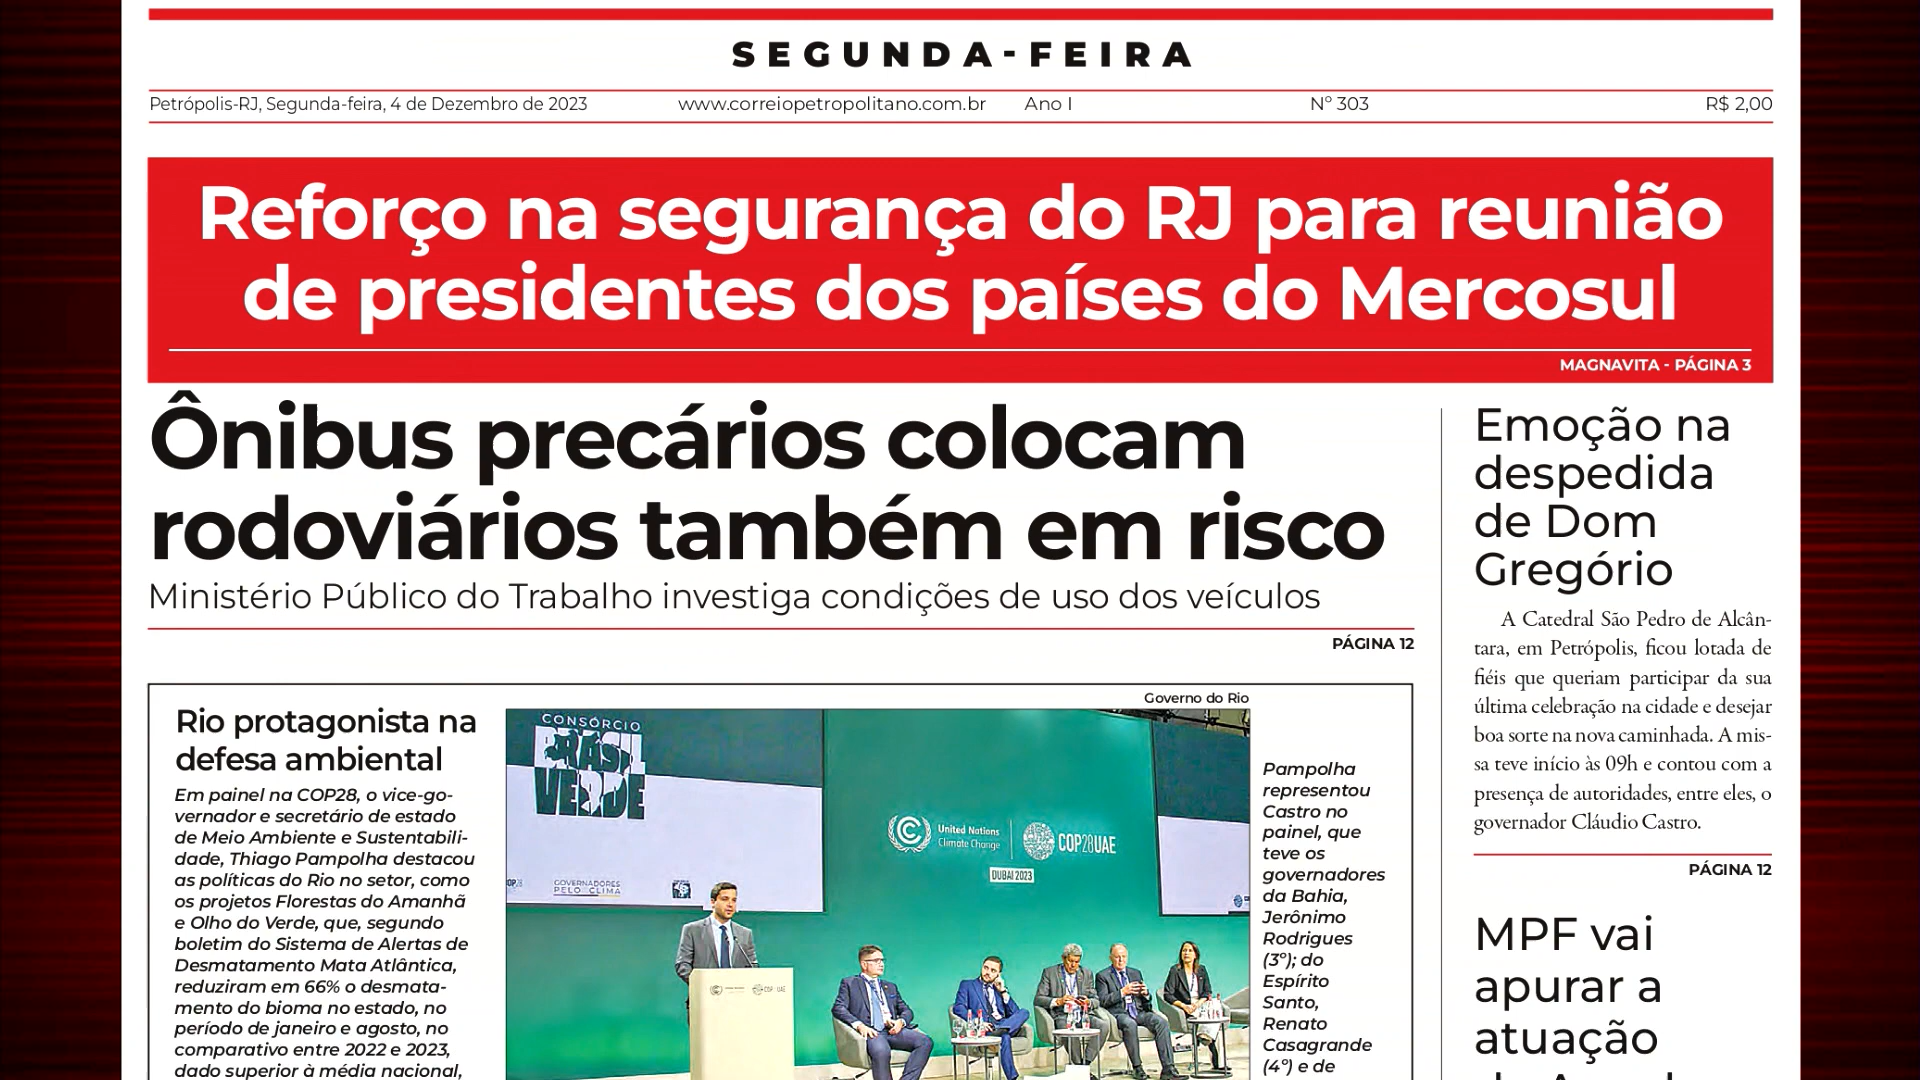 SEGUNDA-FEIRA
Petrópolis-RJ, Segunda-feira, 4 de Dezembro de 2023 www.correiopetropolitano.com.br Ano I Nº 303 R$ 2,00
Reforço na segurança do RJ para reunião
de presidentes dos países do Mercosul
MAGNAVITA - PÁGINA 3
Ônibus precários colocam
rodoviários também em risco
Ministério Público do Trabalho investiga condições de uso dos veículos
PÁGINA 12
Rio protagonista na
defesa ambiental
Em painel na COP28, o vice-go-
vernador e secretário de estado
de Meio Ambiente e Sustentabili-
dade, Thiago Pampolha destacou
as políticas do Rio no setor, como
os projetos Florestas do Amanhã
e Olho do Verde, que, segundo
boletim do Sistema de Alertas de
Desmatamento Mata Atlântica,
reduziram em 66% o desmata-
mento do bioma no estado, no
período de janeiro e agosto, no
comparativo entre 2022 e 2023,
dado superior à média nacional,
Governo do Rio
CONSÓRCIO
BRASIL
VERDE
GOVERNADORES
PELO CLIMA
United Nations
Climate Change
COP28UAE
DUBAI 2023
Pampolha
representou
Castro no
painel, que
teve os
governadores
da Bahia,
Jerônimo
Rodrigues
(3º); do
Espírito
Santo,
Renato
Casagrande
(4º) e de
Emoção na
despedida
de Dom
Gregório
A Catedral São Pedro de Alcân-
tara, em Petrópolis, ficou lotada de
fiéis que queriam participar da sua
última celebração na cidade e desejar
boa sorte na nova caminhada. A mis-
sa teve início às 09h e contou com a
presença de autoridades, entre eles, o
governador Cláudio Castro.
PÁGINA 12
MPF vai
apurar a
atuação